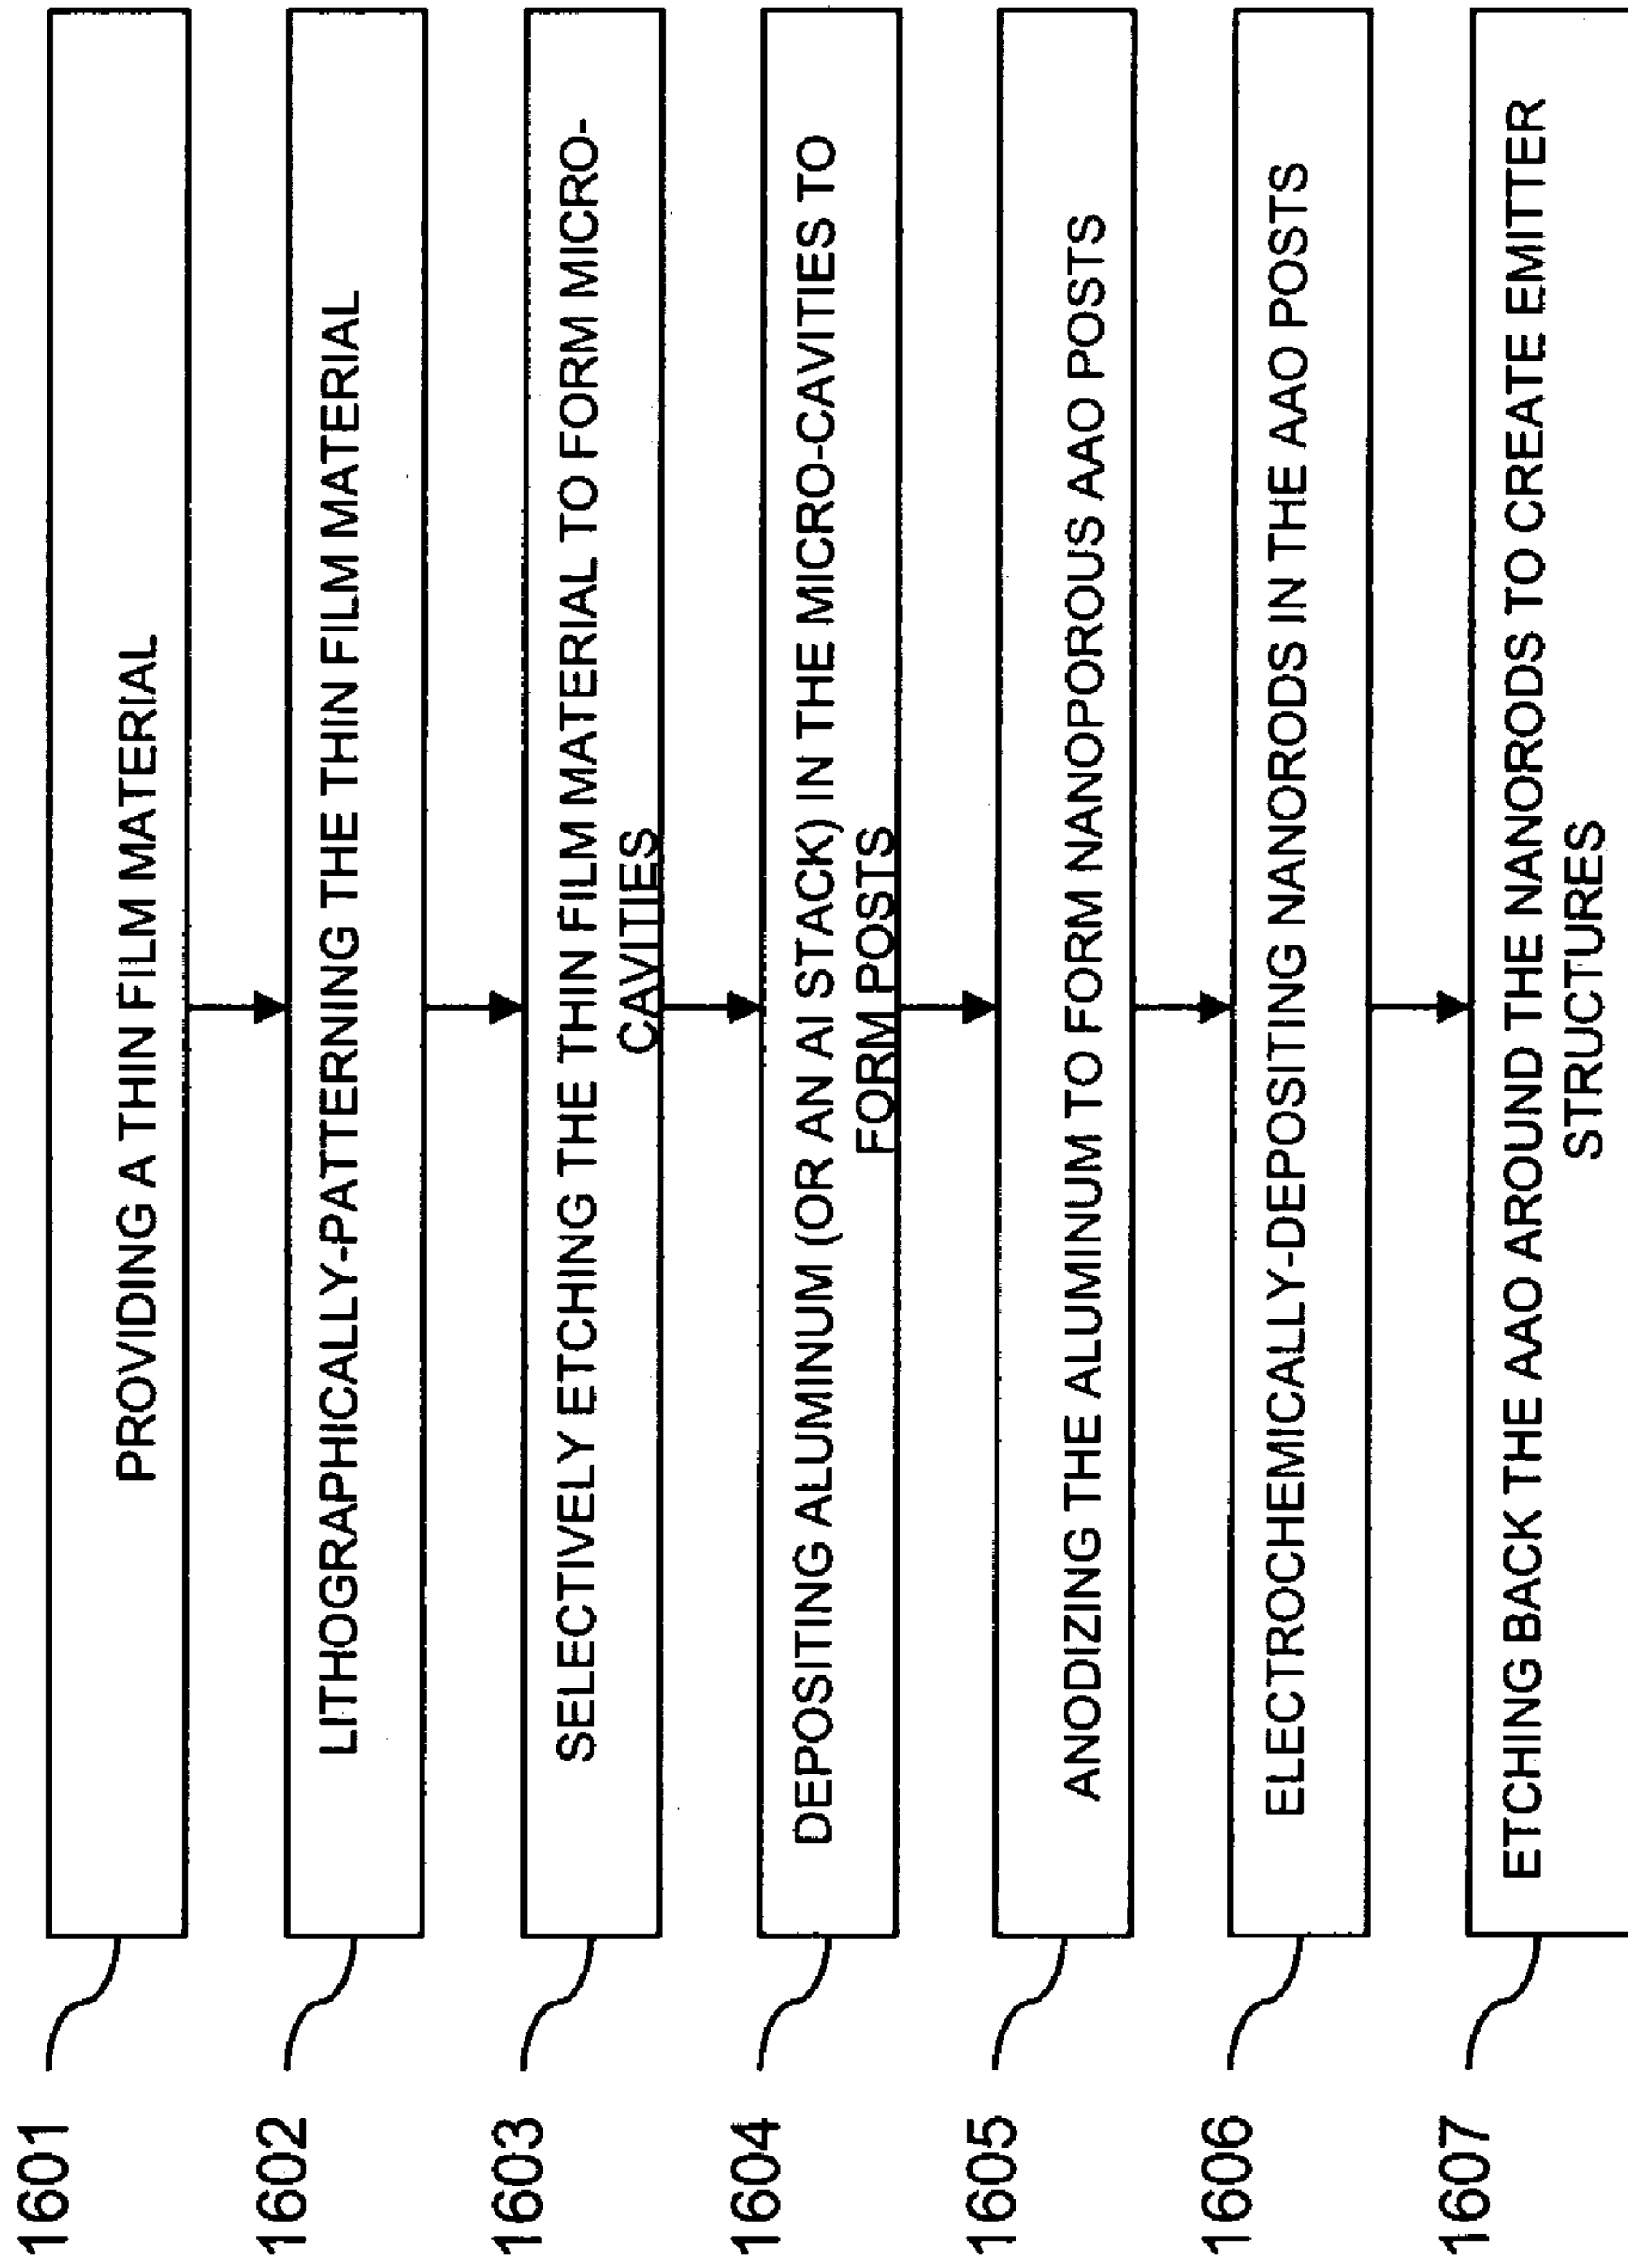 1601
PROVIDING A THIN FILM MATERIAL
1602
LITHOGRAPHICALLY-PATTERNING THE THIN FILM MATERIAL
1603
SELECTIVELY ETCHING THE THIN FILM MATERIAL TO FORM MICRO-
CAVITIES
1604
DEPOSITING ALUMINUM (OR AN Al STACK) IN THE MICRO-CAVITIES TO
FORM POSTS
1605
ANODIZING THE ALUMINUM TO FORM NANOPOROUS AAO POSTS
1606
ELECTROCHEMICALLY-DEPOSITING NANORODS IN THE AAO POSTS
1607
ETCHING BACK THE AAO AROUND THE NANORODS TO CREATE EMITTER
STRUCTURES